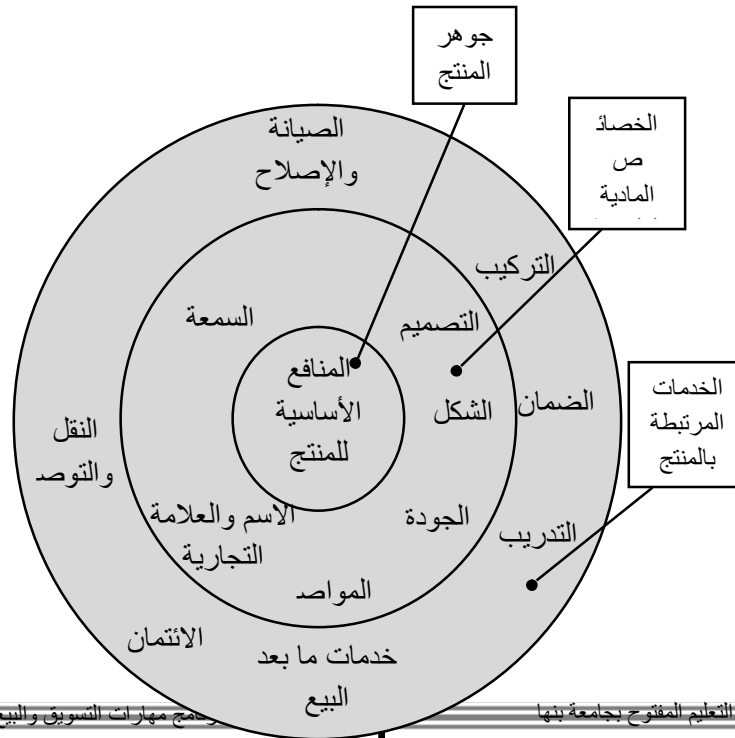 جوهر
المنتج
الخصائ
ص
المادية
الصيانة
والإصلاح
التركيب
السمعة
التصميم
المنافع
الأساسية
للمنتج
الشكل
الضمان
الخدمات
المرتبطة
بالمنتج
النقل
والتوصد
الاسم والعلامة
التجارية
الجودة
التدريب
المواصد
الائتمان
خدمات ما بعد
البيع
التعليم المفتوح بجامعة بنها
مهارات التسويق والبيع